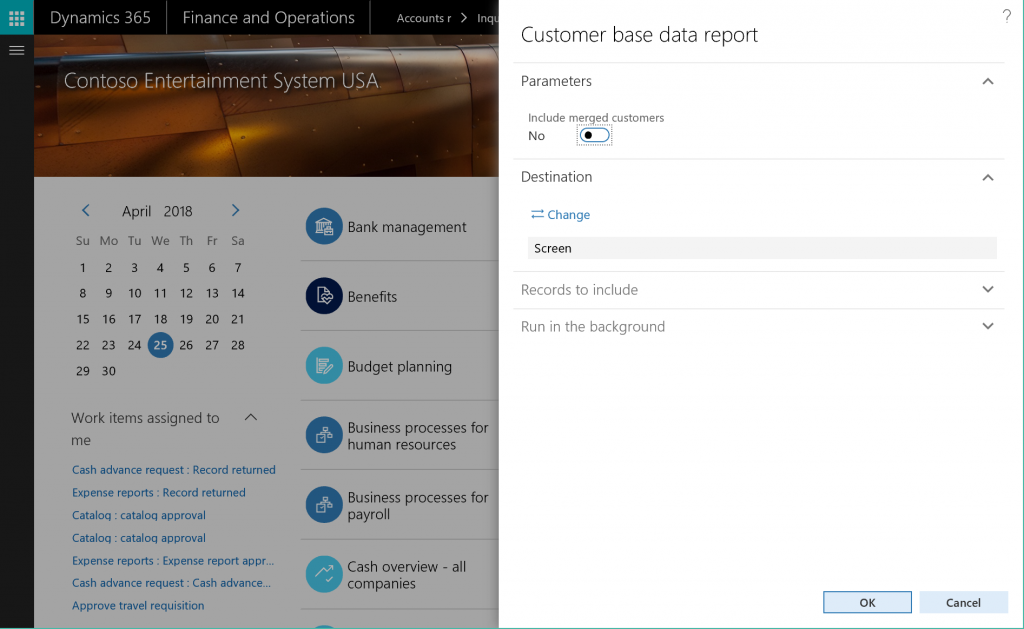 Dynamics 365
Finance and Operations
Accounts r
Inqu
Contoso Entertainment System USA
April 2018
Su Mo Tu We Th Fr Sa
1 2 3 4 5 6 7
8 9 10 11 12 13 14
15 16 17 18 19 20 21
22 23 24 25 26 27 28
29 30
Work items assigned to
me
Cash advance request : Record returned
Expense reports : Record returned
Catalog : catalog approval
Catalog : catalog approval
Expense reports : Expense report appr...
Cash advance request : Cash advance...
Approve travel requisition
Bank management
Benefits
Budget planning
Business processes for
human resources
Business processes for
payroll
Cash overview - all
companies
?
Customer base data report
Parameters
Include merged customers
No
Destination
Change
Screen
Records to include
Run in the background
OK
Cancel